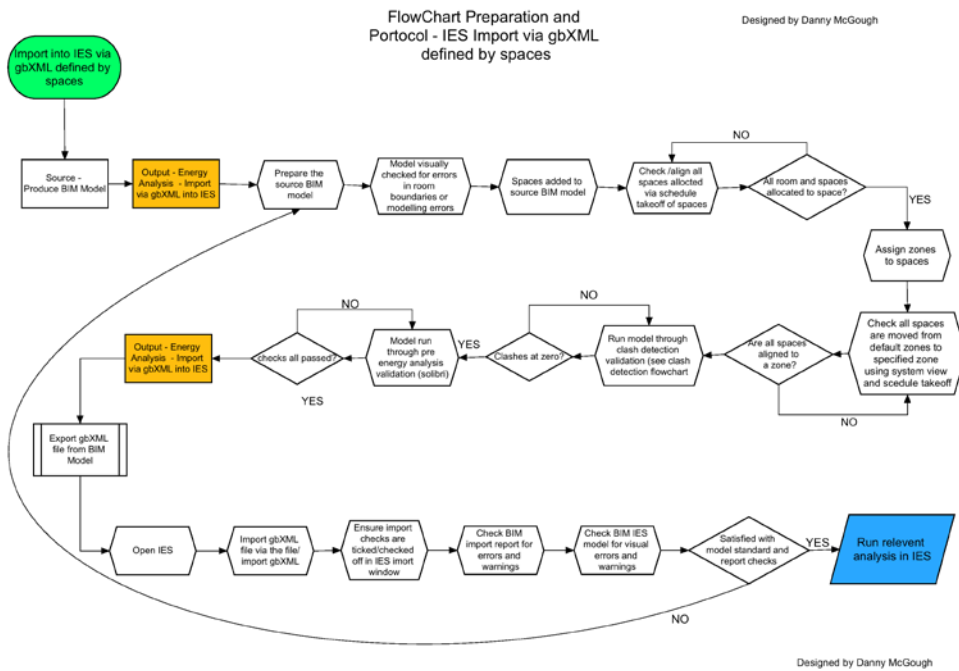 FlowChart Preparation and
Portocol - IES Import via gbXML
defined by spaces
Designed by Danny McGough
Import into IES via
gbXML defined by
spaces
Source -
Produce BIM Model
Output - Energy
Analysis - Import
via gbXML into IES
Prepare the
source BIM
model
Model visually
checked for errors
in room
boundaries or
modelling errors
Spaces added to
source BIM model
Check /align all
spaces allocted via
schedule takeoff of
spaces
NO
All room and spaces
allocated to space?
YES
Assign zones
to spaces
Check all spaces
are moved from
default zones to
specified zone
using system view
and scedule takeoff
Are all spaces
aligned to
a zone?
NO
Run model through
clash detection
validation (see clash
detection flowchart
NO
Clashes at zero?
YES
Model run
through pre
energy analysis
validation (solibri)
NO
checks all passed?
YES
Output - Energy
Analysis - Import
via gbXML into IES
Export gbXML
file from BIM
Model
Open IES
Import gbXML
file via the file/
import gbXML
Ensure import
checks are
ticked/checked
off in IES imort
window
Check BIM
import report for
errors and
warnings
Check BIM IES
model for visual
errors and
warnings
Satisfied with
model standard and
report checks
YES
NO
Run relevent
analysis in IES
Designed by Danny McGough